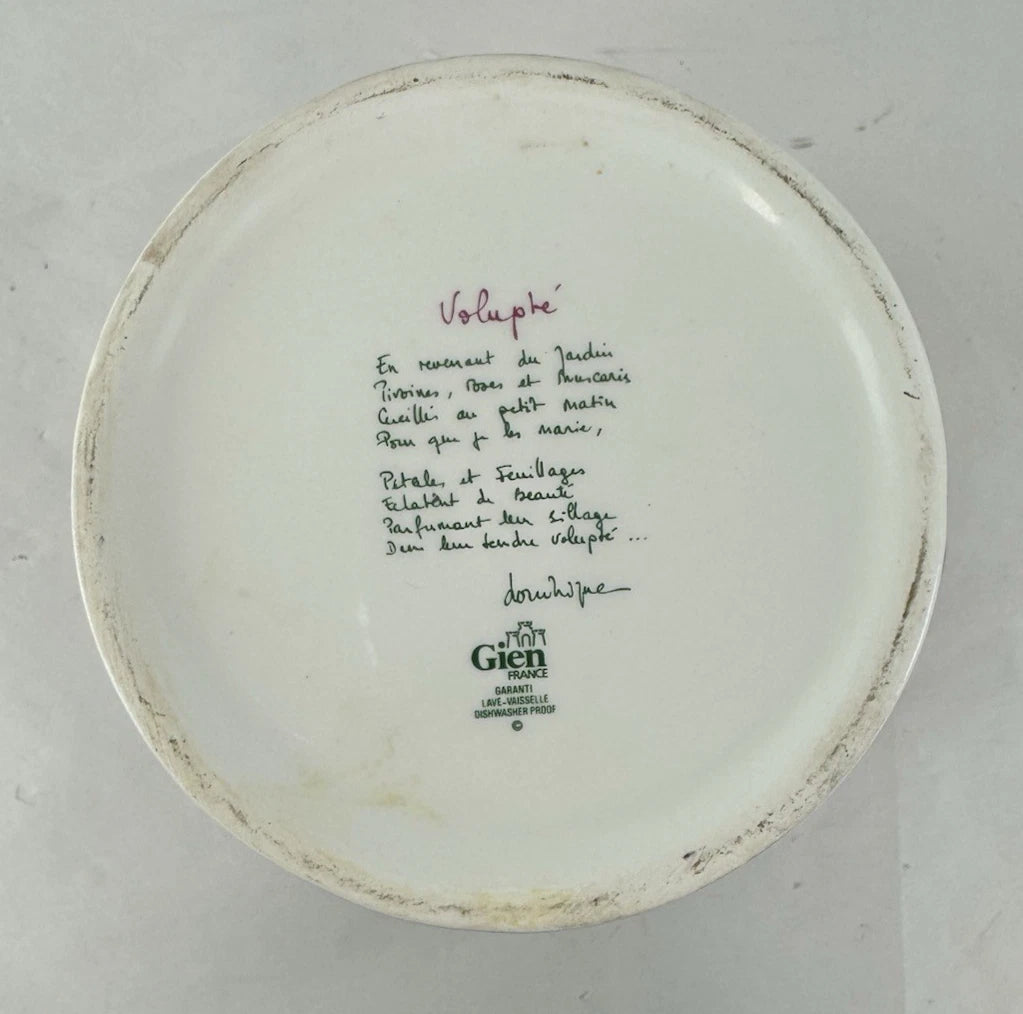 Volupté
En revenant du Jardin
Pivoines, roses et Muscaris
Cueillis au petit matin
Pour que je les marie,
Pétales et Feuillages
Eclatent de Beauté
Parfumant leur sillage
Dans leur tendre volupté ...
dominique
Gien
FRANCE
GARANTI
LAVE-VAISSELLE
DISHWASHER PROOF
©